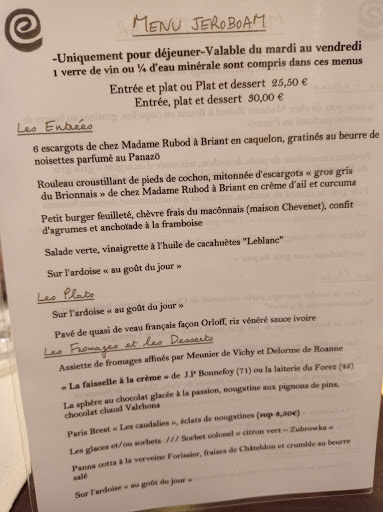 MENU JEROBOAM
-Uniquement pour déjeuner-Valable du mardi au vendredi
1 verre de vin ou ¼ d'eau minérale sont compris dans ces menus
Entrée et plat ou Plat et dessert 25,50 €
Entrée, plat et dessert 30,00 €
Les Entrées
6 escargots de chez Madame Rubod à Briant en caquelon, gratinés au beurre de
noisettes parfumé au Panazö
Rouleau croustillant de pieds de cochon, mitonnée d'escargots « gros gris
du Brionnais » de chez Madame Rubod à Briant en crème d'ail et curcuma
Petit burger feuilleté, chèvre frais du maconnais (maison Chevenet), confit
d'agrumes et anchoïade à la framboise
Salade verte, vinaigrette à l'huile de cacahuètes "Leblanc"
Sur l'ardoise « au goût du jour »
Les Plats
Sur l'ardoise « au goût du jour »
Pavé de quasi de veau français façon Orloff, riz vénéré sauce ivoire
Les Fromages et les Desserts
Assiette de fromages affinés par Meunier de Vichy et Delorme de Roanne
« La faisselle à la crème » de J.P Bonnefoy (71) ou la laiterie du Forez (42)
La sphère au chocolat glacée à la passion, nougatine aux pignons de pins,
chocolat chaud Valrhona
Paris Brest « Les caudalies », éclats de nougatines (sup 3,50€)
Les glaces et/ou sorbets /// Sorbet colonel « citron vert – Zubrowka »
Panna cotta à la verveine Forissier, fraises de Châteldon et crumble au beurre
salé
Sur l'ardoise « au goût du jour «